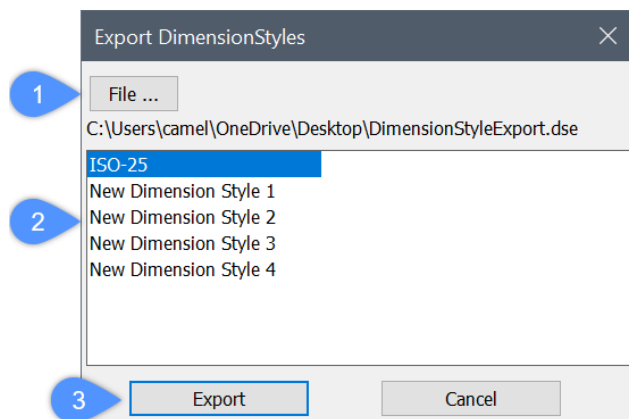 Export DimensionStyles
1
File ...
C:\Users\camel\OneDrive\Desktop\DimensionStyleExport.dse
ISO-25
New Dimension Style 1
2
New Dimension Style 2
New Dimension Style 3
New Dimension Style 4
3
Export Cancel